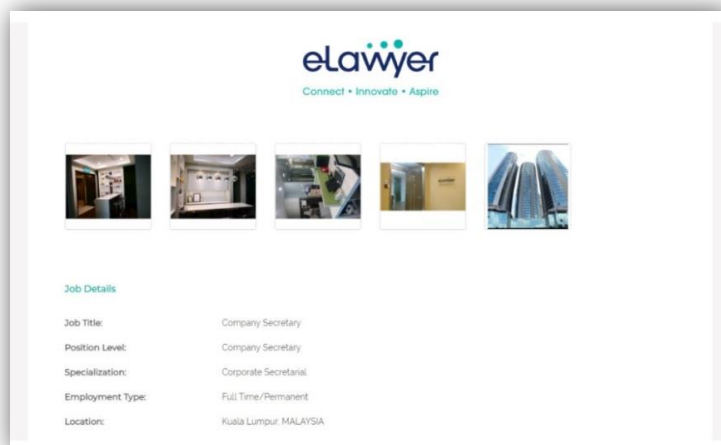 eLawyer
Connect • Innovate • Aspire
Job Details
Job Title: Company Secretary
Position Level: Company Secretary
Specialization: Corporate Secretarial
Employment Type: Full Time/Permanent
Location: Kuala Lumpur, MALAYSIA